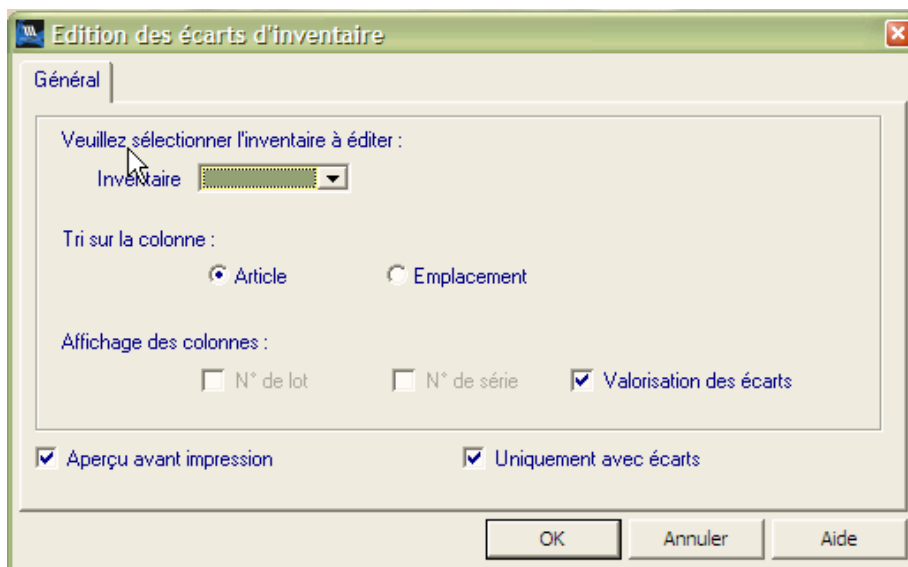 Edition des écarts d'inventaire
Général
Veuillez sélectionner l'inventaire à éditer :
Inventaire
Tri sur la colonne :
Article Emplacement
Affichage des colonnes :
N° de lot N° de série Valorisation des écarts
Aperçu avant impression Uniquement avec écarts
OK Annuler Aide